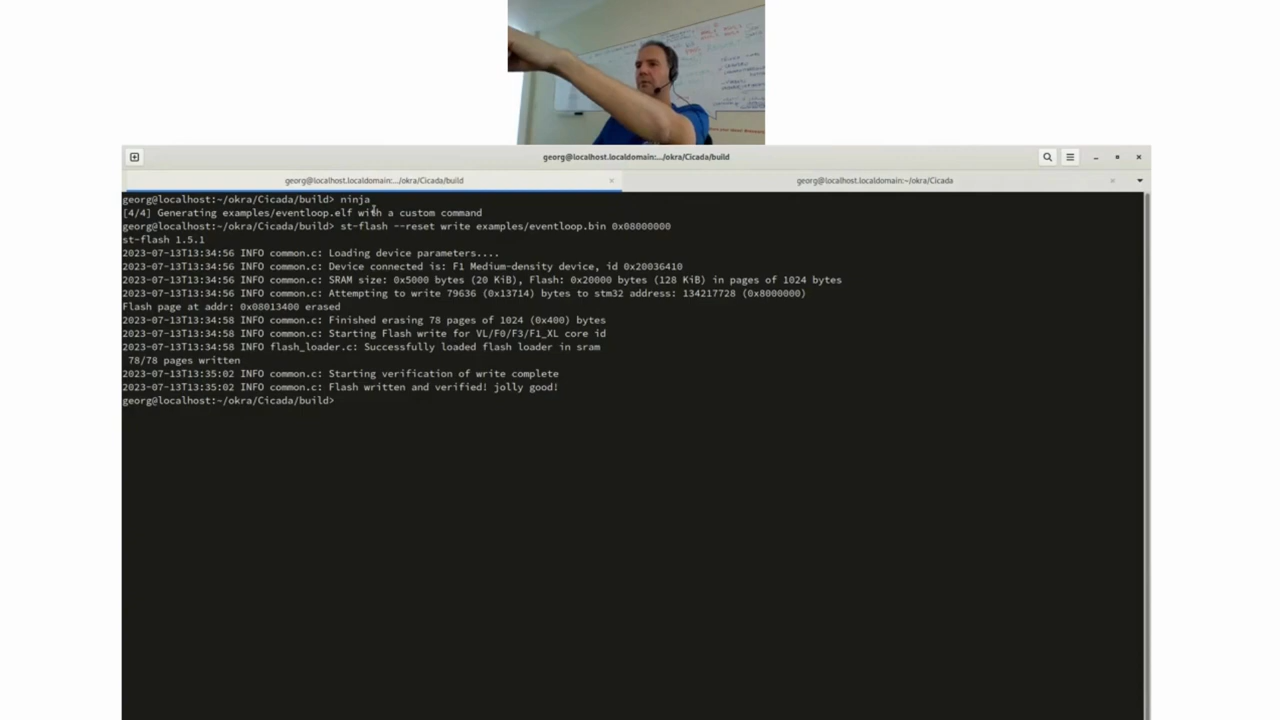 georg@localhost.localdomain:.../okra/Cicada/build
georg@localhost.localdomain:.../okra/Cicada/build
georg@localhost.localdomain:~/okra/Cicada
georg@localhost:~/okra/Cicada/build> ninja
[4/4] Generating examples/eventloop.elf with a custom command
georg@localhost:~/okra/Cicada/build> st-flash --reset write examples/eventloop.bin 0x08000000
st-flash 1.5.1
2023-07-13T13:34:56 INFO common.c: Loading device parameters....
2023-07-13T13:34:56 INFO common.c: Device connected is: F1 Medium-density device, id 0x20036410
2023-07-13T13:34:56 INFO common.c: SRAM size: 0x5000 bytes (20 KiB), Flash: 0x20000 bytes (128 KiB) in pages of 1024 bytes
2023-07-13T13:34:56 INFO common.c: Attempting to write 79636 (0x13714) bytes to stm32 address: 134217728 (0x8000000)
Flash page at addr: 0x08013400 erased
2023-07-13T13:34:58 INFO common.c: Finished erasing 78 pages of 1024 (0x400) bytes
2023-07-13T13:34:58 INFO common.c: Starting Flash write for VL/F0/F3/F1_XL core id
2023-07-13T13:34:58 INFO flash_loader.c: Successfully loaded flash loader in sram
78/78 pages written
2023-07-13T13:35:02 INFO common.c: Starting verification of write complete
2023-07-13T13:35:02 INFO common.c: Flash written and verified! jolly good!
georg@localhost:~/okra/Cicada/build>